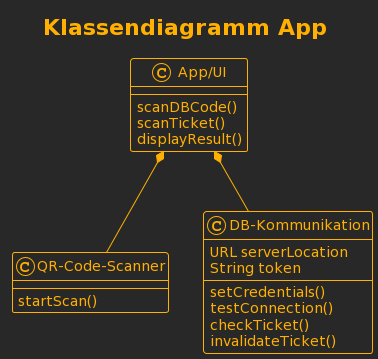 Klassendiagramm App
C App/UI
scanDBCode()
scanTicket()
displayResult()
C QR-Code-Scanner
startScan()
C DB-Kommunikation
URL serverLocation
String token
setCredentials()
testConnection()
checkTicket()
invalidateTicket()